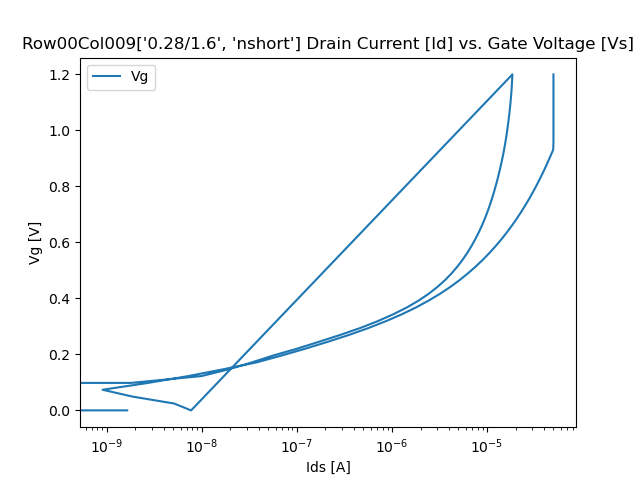 Row00Col009['0.28/1.6', 'nshort'] Drain Current [Id] vs. Gate Voltage [Vs]
Vg
1.2
1.0
0.8
0.6
0.4
0.2
0.0
Vg [V]
10⁻⁹ 10⁻⁸ 10⁻⁷ 10⁻⁶ 10⁻⁵
Ids [A]